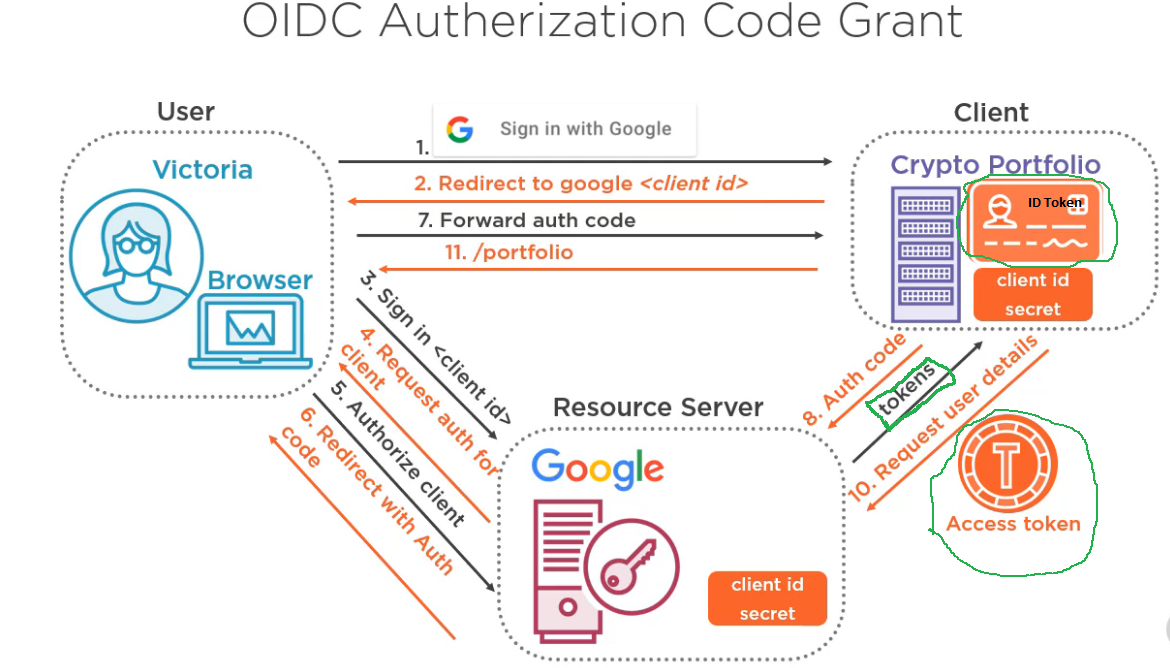 OIDC Autherization Code Grant
User
Client
Victoria
Browser
1.
Sign in with Google
2. Redirect to google <client id>
7. Forward auth code
11. /portfolio
Crypto Portfolio
ID Token
client id
secret
3. Sign in <client id>
4. Request auth for
client
5. Authorize client
6. Redirect with Auth
code
8. Auth code
tokens
10. Request user details
Resource Server
Google
client id
secret
T
Access token